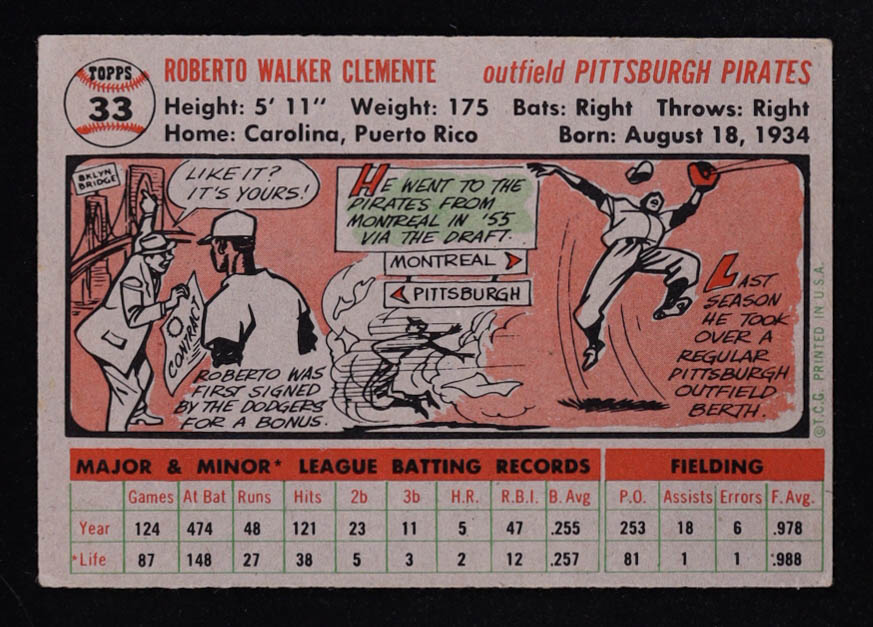 TOPPS
33
ROBERTO WALKER CLEMENTE outfield PITTSBURGH PIRATES
Height: 5' 11" Weight: 175 Bats: Right Throws: Right
Home: Carolina, Puerto Rico Born: August 18, 1934
BKLYN
BRIDGE
LIKE IT?
IT'S YOURS!
CONTRACT
ROBERTO WAS
FIRST SIGNED
BY THE DODGERS
FOR A BONUS.
HE WENT TO THE
PIRATES FROM
MONTREAL IN '55
VIA THE DRAFT.
MONTREAL
PITTSBURGH
LAST
SEASON
HE TOOK
OVER A
REGULAR
PITTSBURGH
OUTFIELD
BERTH.
©T.C.G. PRINTED IN U.S.A.
MAJOR & MINOR* LEAGUE BATTING RECORDS FIELDING
Games At Bat Runs Hits 2b 3b H.R. R.B.I. B. Avg P.O. Assists Errors F. Avg.
Year 124 474 48 121 23 11 5 47 .255 253 18 6 .978
*Life 87 148 27 38 5 3 2 12 .257 81 1 1 .988